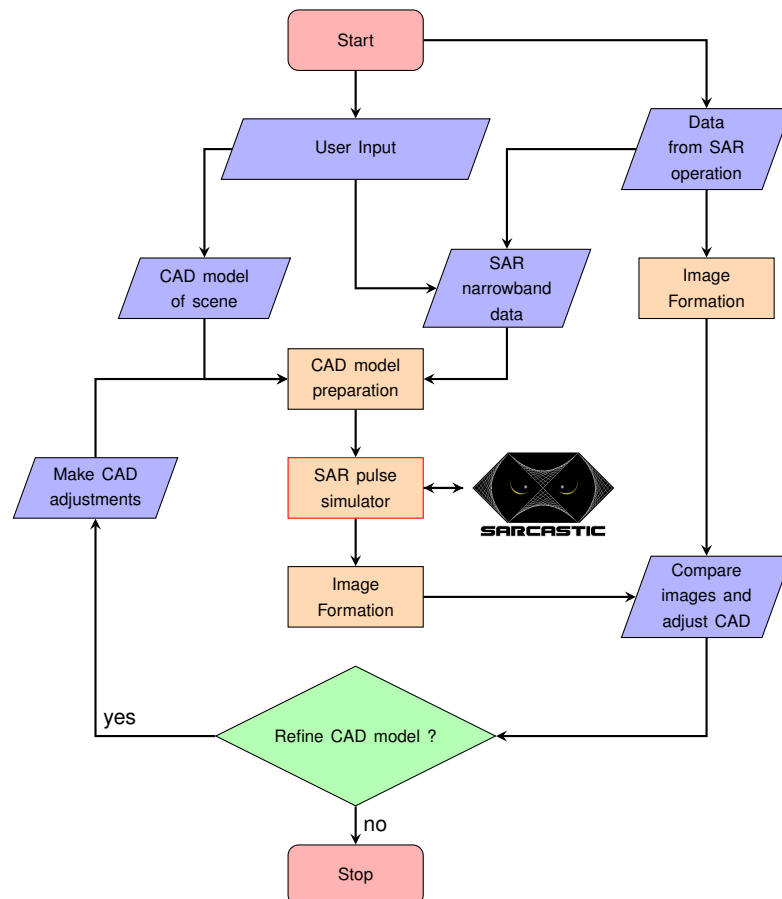 Start
User Input
Data
from SAR
operation
CAD model
of scene
SAR
narrowband
data
Image
Formation
CAD model
preparation
Make CAD
adjustments
SAR pulse
simulator
SARCASTIC
Image
Formation
Compare
images and
adjust CAD
yes
Refine CAD model ?
no
Stop